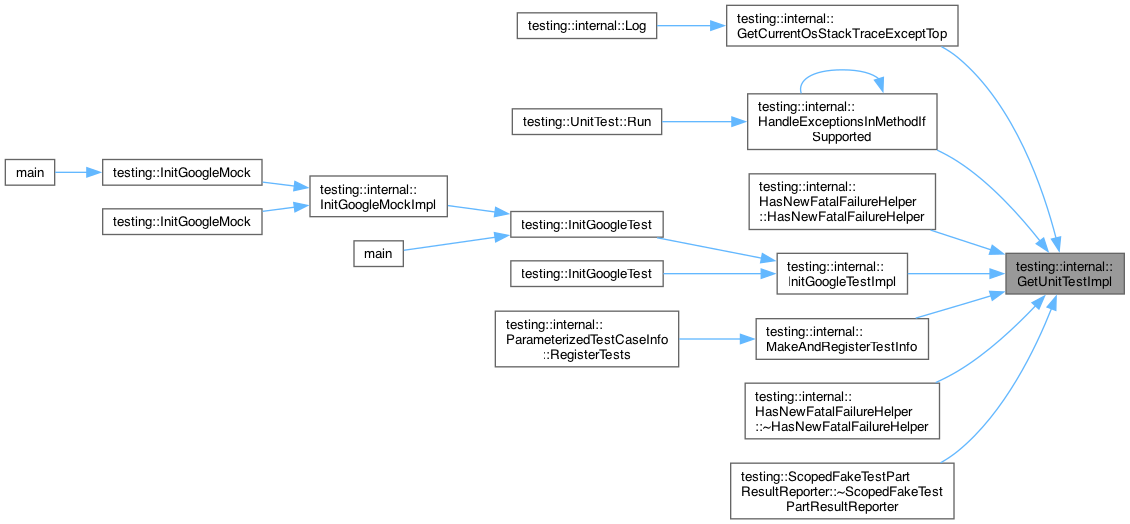 testing::internal::Log
testing::internal::
GetCurrentOsStackTraceExceptTop
testing::UnitTest::Run
testing::internal::
HandleExceptionsInMethodIf
Supported
main
testing::InitGoogleMock
testing::InitGoogleMock
testing::internal::
InitGoogleMockImpl
testing::internal::
HasNewFatalFailureHelper
::HasNewFatalFailureHelper
testing::InitGoogleTest
main
testing::InitGoogleTest
testing::internal::
InitGoogleTestImpl
testing::internal::
GetUnitTestImpl
testing::internal::
ParameterizedTestCaseInfo
::RegisterTests
testing::internal::
MakeAndRegisterTestInfo
testing::internal::
HasNewFatalFailureHelper
::~HasNewFatalFailureHelper
testing::ScopedFakeTestPart
ResultReporter::~ScopedFakeTest
PartResultReporter